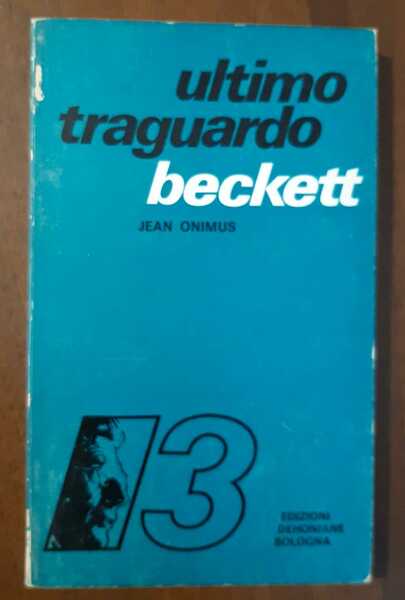 ultimo
traguardo
beckett
JEAN ONIMUS
13
EDIZIONI
DEHONIANE
BOLOGNA